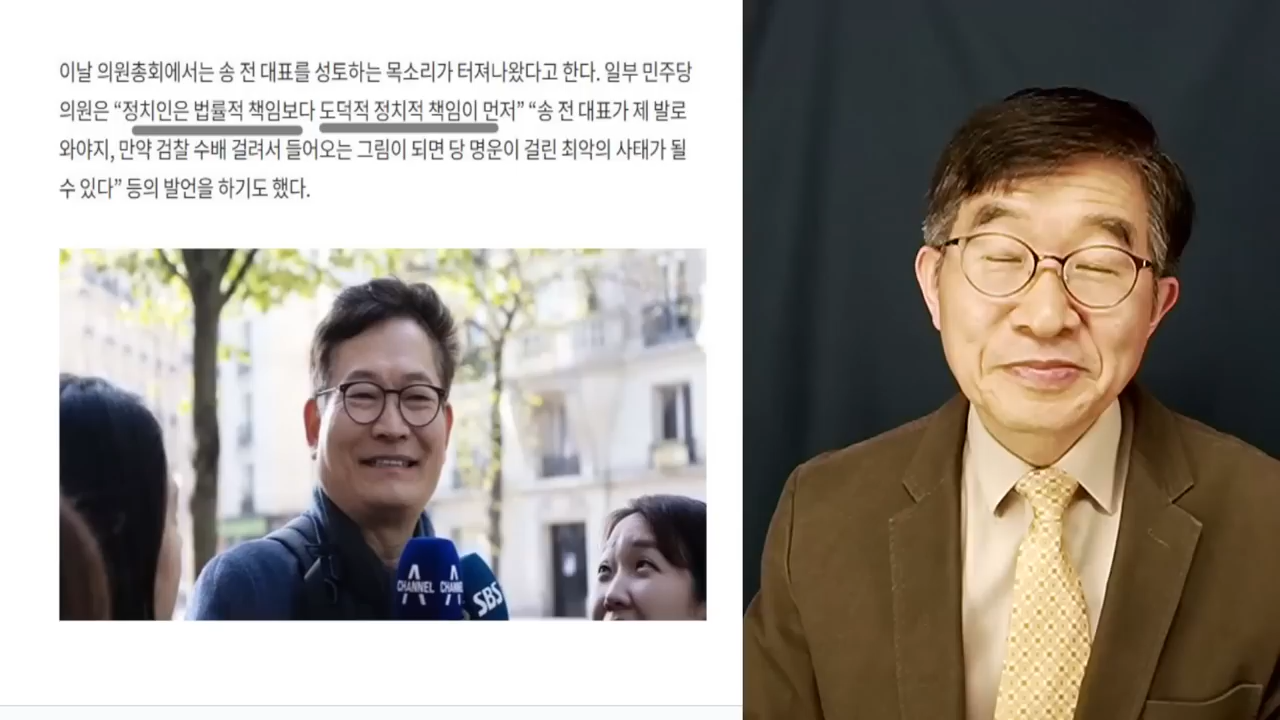 이날 의원총회에서는 송 전 대표를 성토하는 목소리가 터져나왔다고 한다. 일부 민주당
의원은 “정치인은 법률적 책임보다 도덕적 정치적 책임이 먼저” “송 전 대표가 제 발로
와야지, 만약 검찰 수배 걸려서 들어오는 그림이 되면 당 명운이 걸린 최악의 사태가 될
수 있다” 등의 발언을 하기도 했다.
CHANNEL A
CHANNEL A
SBS